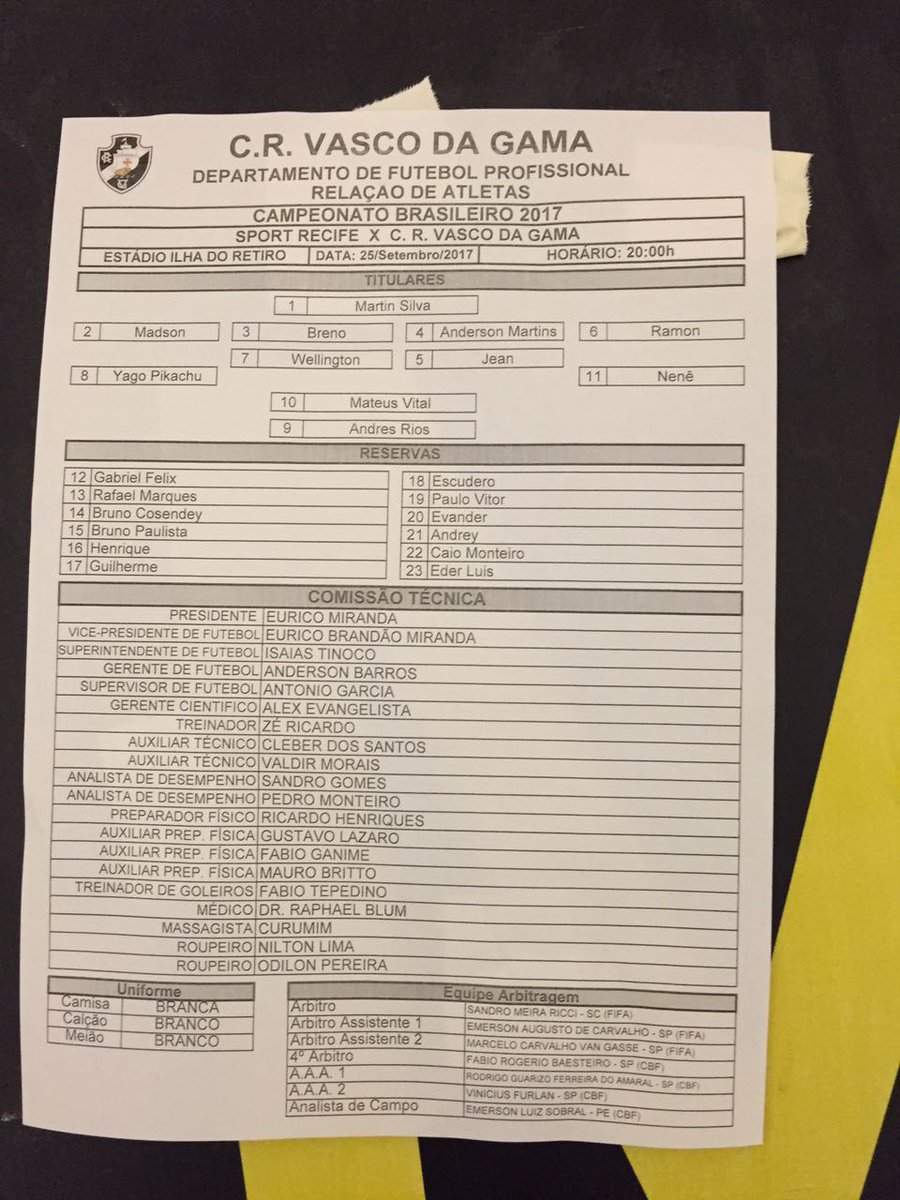 C.R. VASCO DA GAMA
DEPARTAMENTO DE FUTEBOL PROFISSIONAL
RELAÇAO DE ATLETAS
CAMPEONATO BRASILEIRO 2017
SPORT RECIFE X C. R. VASCO DA GAMA
ESTÁDIO ILHA DO RETIRO DATA: 25/Setembro/2017 HORÁRIO: 20:00h
TITULARES
1 Martin Silva
2 Madson 3 Breno 4 Anderson Martins 6 Ramon
7 Wellington 5 Jean
8 Yago Pikachu 11 Nenê
10 Mateus Vital
9 Andres Rios
RESERVAS
12 Gabriel Felix 18 Escudero
13 Rafael Marques 19 Paulo Vitor
14 Bruno Cosendey 20 Evander
15 Bruno Paulista 21 Andrey
16 Henrique 22 Caio Monteiro
17 Guilherme 23 Eder Luis
COMISSÃO TÉCNICA
PRESIDENTE EURICO MIRANDA
VICE-PRESIDENTE DE FUTEBOL EURICO BRANDÃO MIRANDA
SUPERINTENDENTE DE FUTEBOL ISAIAS TINOCO
GERENTE DE FUTEBOL ANDERSON BARROS
SUPERVISOR DE FUTEBOL ANTONIO GARCIA
GERENTE CIENTIFICO ALEX EVANGELISTA
TREINADOR ZÉ RICARDO
AUXILIAR TÉCNICO CLEBER DOS SANTOS
AUXILIAR TÉCNICO VALDIR MORAIS
ANALISTA DE DESEMPENHO SANDRO GOMES
ANALISTA DE DESEMPENHO PEDRO MONTEIRO
PREPARADOR FÍSICO RICARDO HENRIQUES
AUXILIAR PREP. FÍSICA GUSTAVO LAZARO
AUXILIAR PREP. FÍSICA FABIO GANIME
AUXILIAR PREP. FÍSICA MAURO BRITTO
TREINADOR DE GOLEIROS FABIO TEPEDINO
MÉDICO DR. RAPHAEL BLUM
MASSAGISTA CURUMIM
ROUPEIRO NILTON LIMA
ROUPEIRO ODILON PEREIRA
Uniforme
Camisa BRANCA
Calção BRANCO
Meião BRANCO
Equipe Arbitragem
Arbitro SANDRO MEIRA RICCI - SC (FIFA)
Arbitro Assistente 1 EMERSON AUGUSTO DE CARVALHO - SP (FIFA)
Arbitro Assistente 2 MARCELO CARVALHO VAN GASSE - SP (FIFA)
4º Arbitro FABIO ROGERIO BAESTEIRO - SP (CBF)
A.A.A. 1 RODRIGO GUARIZO FERREIRA DO AMARAL - SP (CBF)
A.A.A. 2 VINICIUS FURLAN - SP (CBF)
Analista de Campo EMERSON LUIZ SOBRAL - PE (CBF)